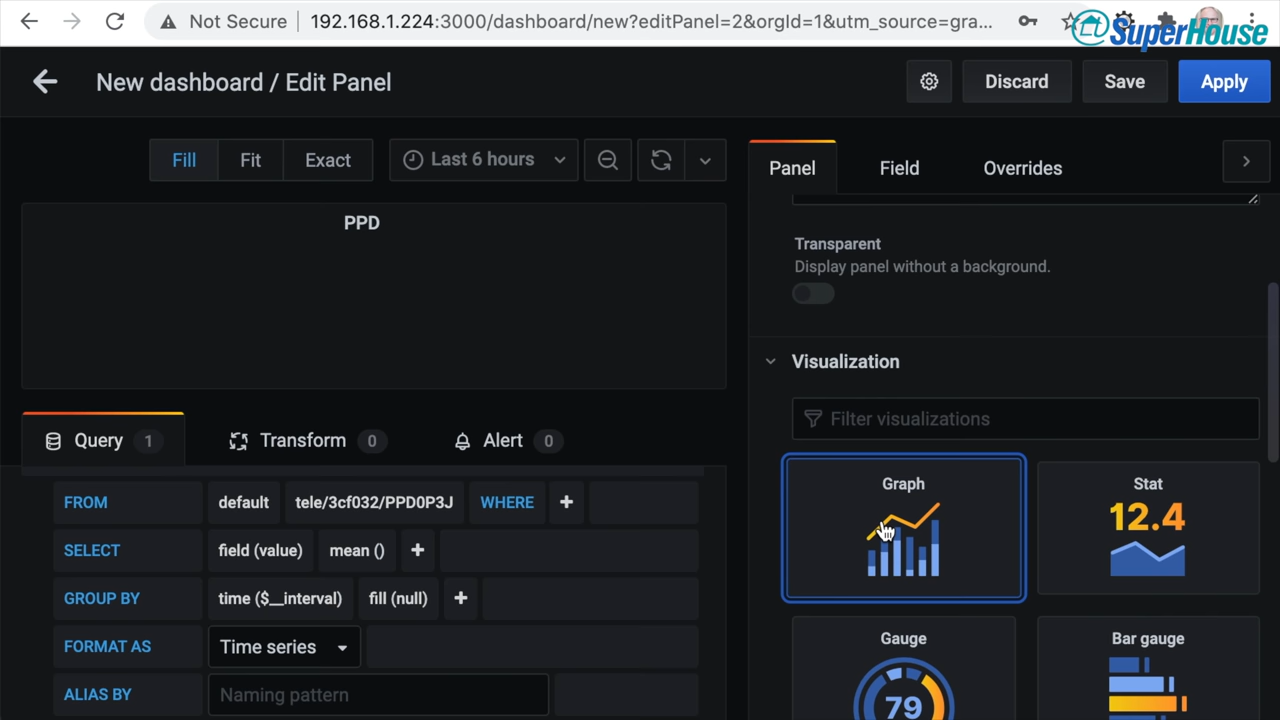 Not Secure
192.168.1.224:3000/dashboard/new?editPanel=2&orgId=1&utm_source=gra...
SuperHouse
New dashboard / Edit Panel
Discard
Save
Apply
Fill
Fit
Exact
Last 6 hours
Panel
Field
Overrides
PPD
Transparent
Display panel without a background.
Visualization
Filter visualizations
Query 1
Transform 0
Alert 0
Graph
Stat
12.4
FROM default tele/3cf032/PPD0P3J WHERE +
SELECT field (value) mean () +
GROUP BY time ($__interval) fill (null) +
FORMAT AS Time series
ALIAS BY Naming pattern
Gauge
79
Bar gauge